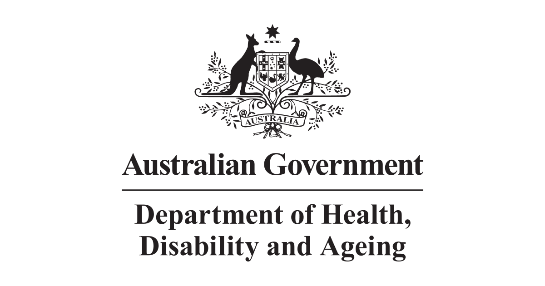 AUSTRALIA
Australian Government
Department of Health,
Disability and Ageing